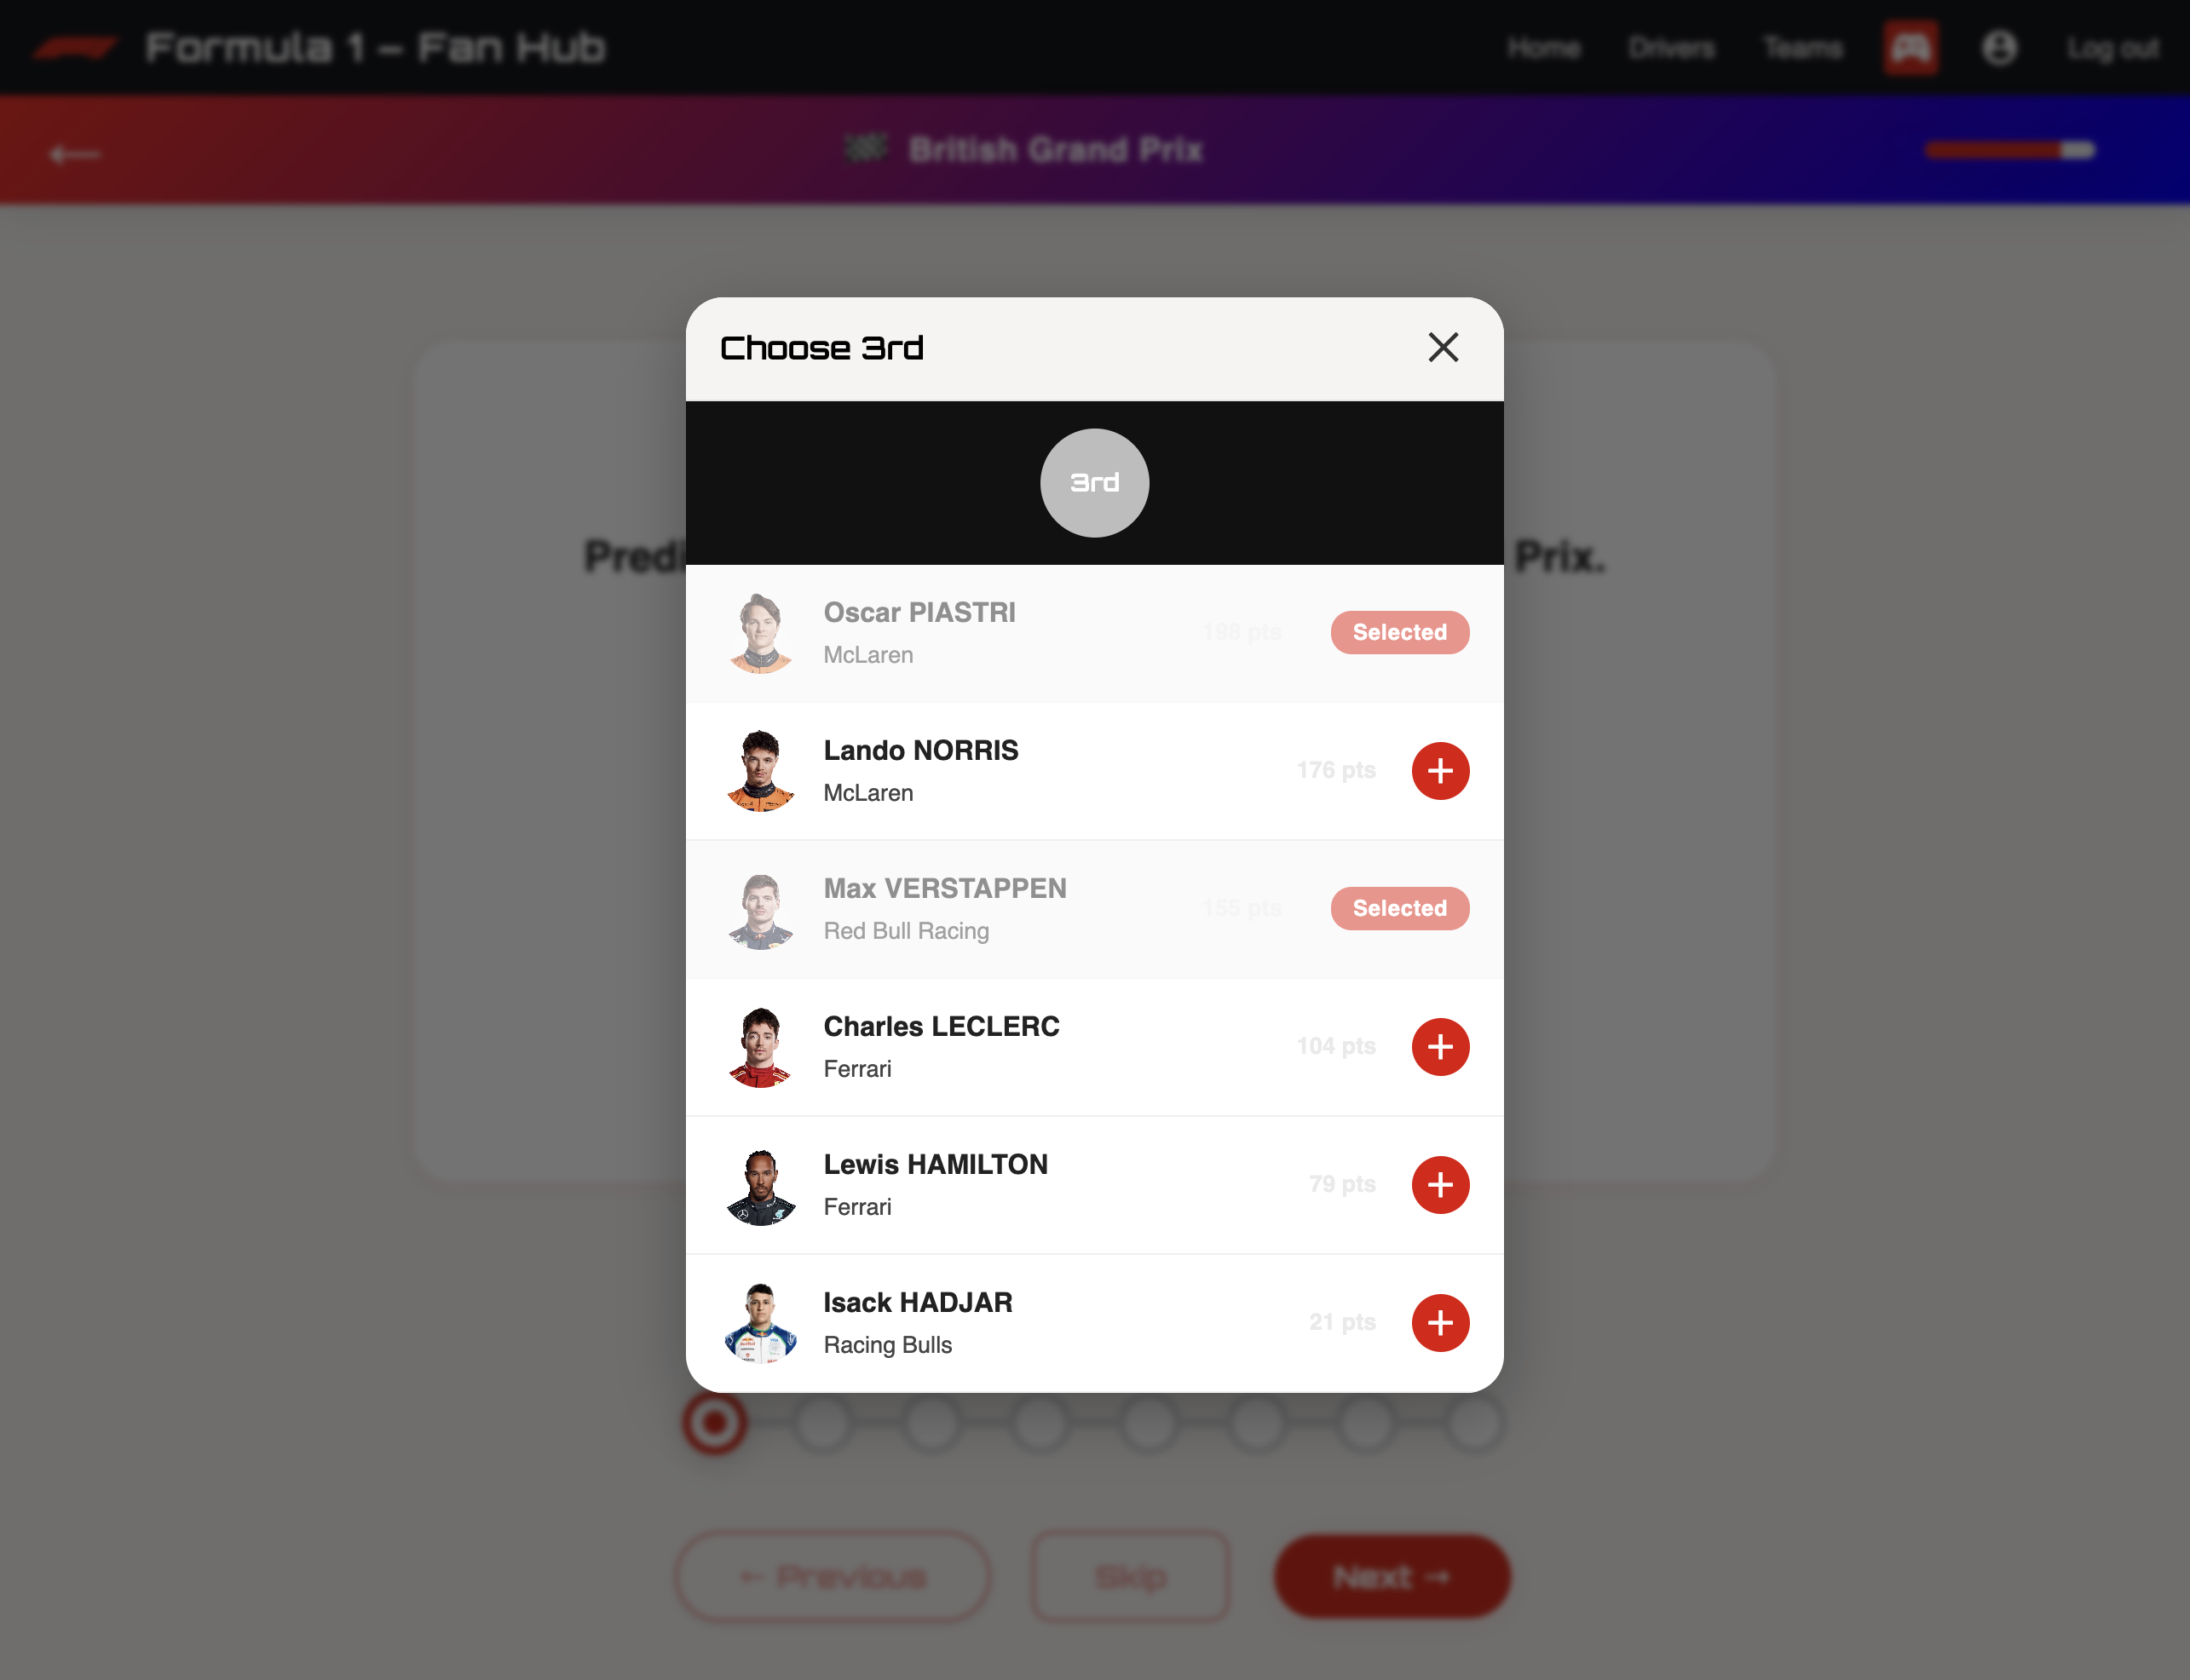 Formula 1 – Fan Hub
Home
Drivers
Teams
Log out
British Grand Prix
Choose 3rd
3rd
Predi
Prix.
Oscar PIASTRI
McLaren
198 pts
Selected
Lando NORRIS
McLaren
176 pts
Max VERSTAPPEN
Red Bull Racing
155 pts
Selected
Charles LECLERC
Ferrari
104 pts
Lewis HAMILTON
Ferrari
79 pts
Isack HADJAR
Racing Bulls
21 pts
← Previous
Skip
Next →